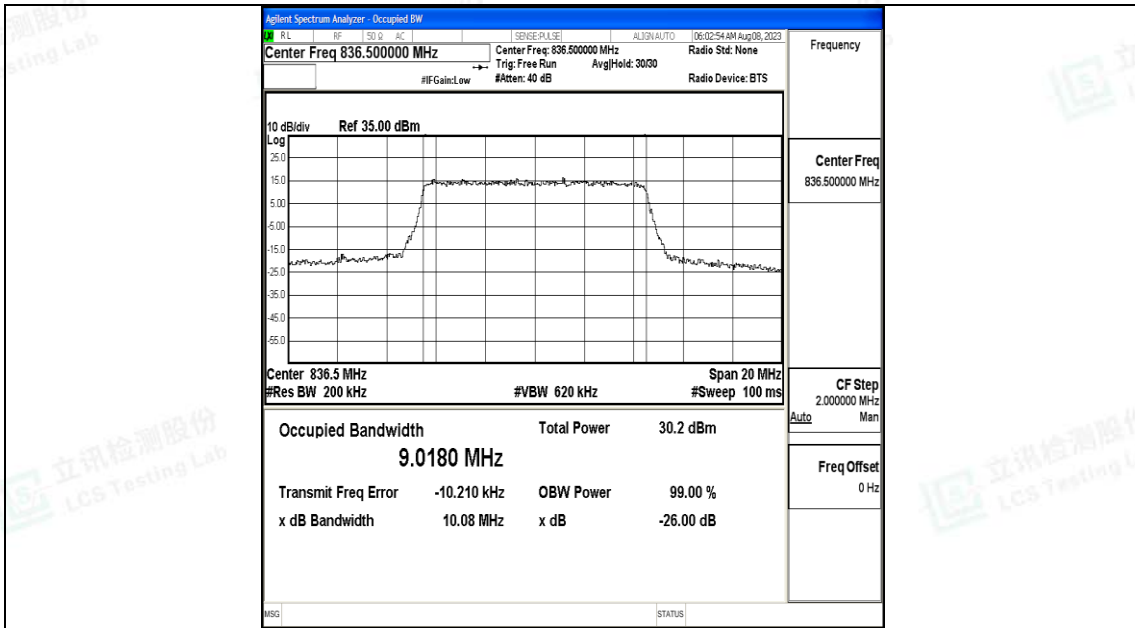 Agilent Spectrum Analyzer - Occupied BW
RL RF 50 Ω AC SENSE:PULSE ALIGN AUTO 06:02:54 AM Aug 08, 2023
Center Freq 836.500000 MHz
Center Freq: 836.500000 MHz
Radio Std: None
Trig: Free Run Avg|Hold: 30/30
#IFGain:Low
#Atten: 40 dB
Radio Device: BTS
Frequency
10 dB/div Ref 35.00 dBm
Log
25.0
15.0
5.00
-5.00
-15.0
-25.0
-35.0
-45.0
-55.0
Center Freq
836.500000 MHz
Center 836.5 MHz
Span 20 MHz
#Res BW 200 kHz
#VBW 620 kHz
#Sweep 100 ms
CF Step
2.000000 MHz
Auto Man
Occupied Bandwidth
9.0180 MHz
Total Power 30.2 dBm
Transmit Freq Error -10.210 kHz
OBW Power 99.00 %
x dB Bandwidth 10.08 MHz
x dB -26.00 dB
Freq Offset
0 Hz
MSG
STATUS
立讯检测股份
LCS Testing Lab